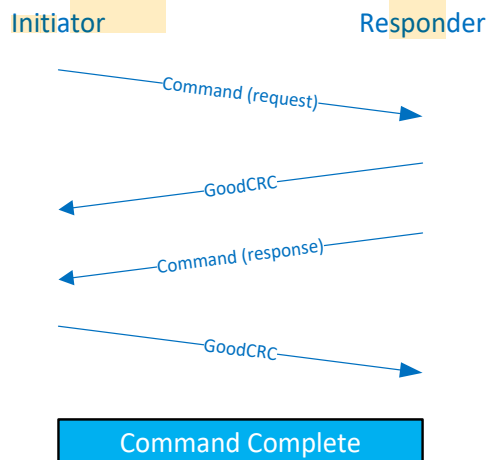 Initiator Responder
Command (request)
GoodCRC
Command (response)
GoodCRC
Command Complete